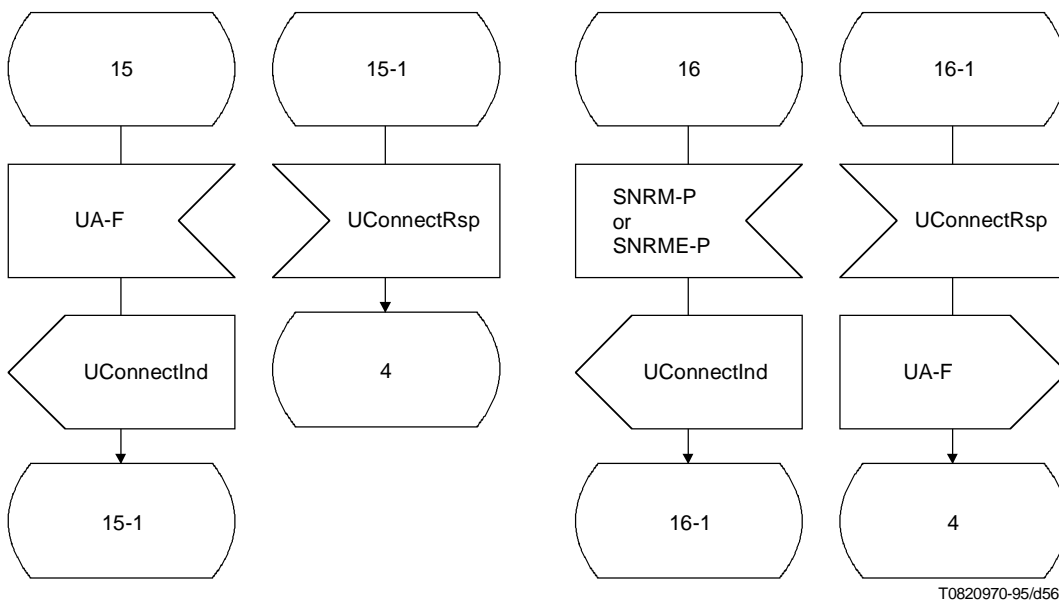 15
15-1
16
16-1
UA-F
UConnectRsp
SNRM-P
or
SNRME-P
UConnectRsp
UConnectInd
4
UConnectInd
UA-F
15-1
16-1
4
T0820970-95/d56